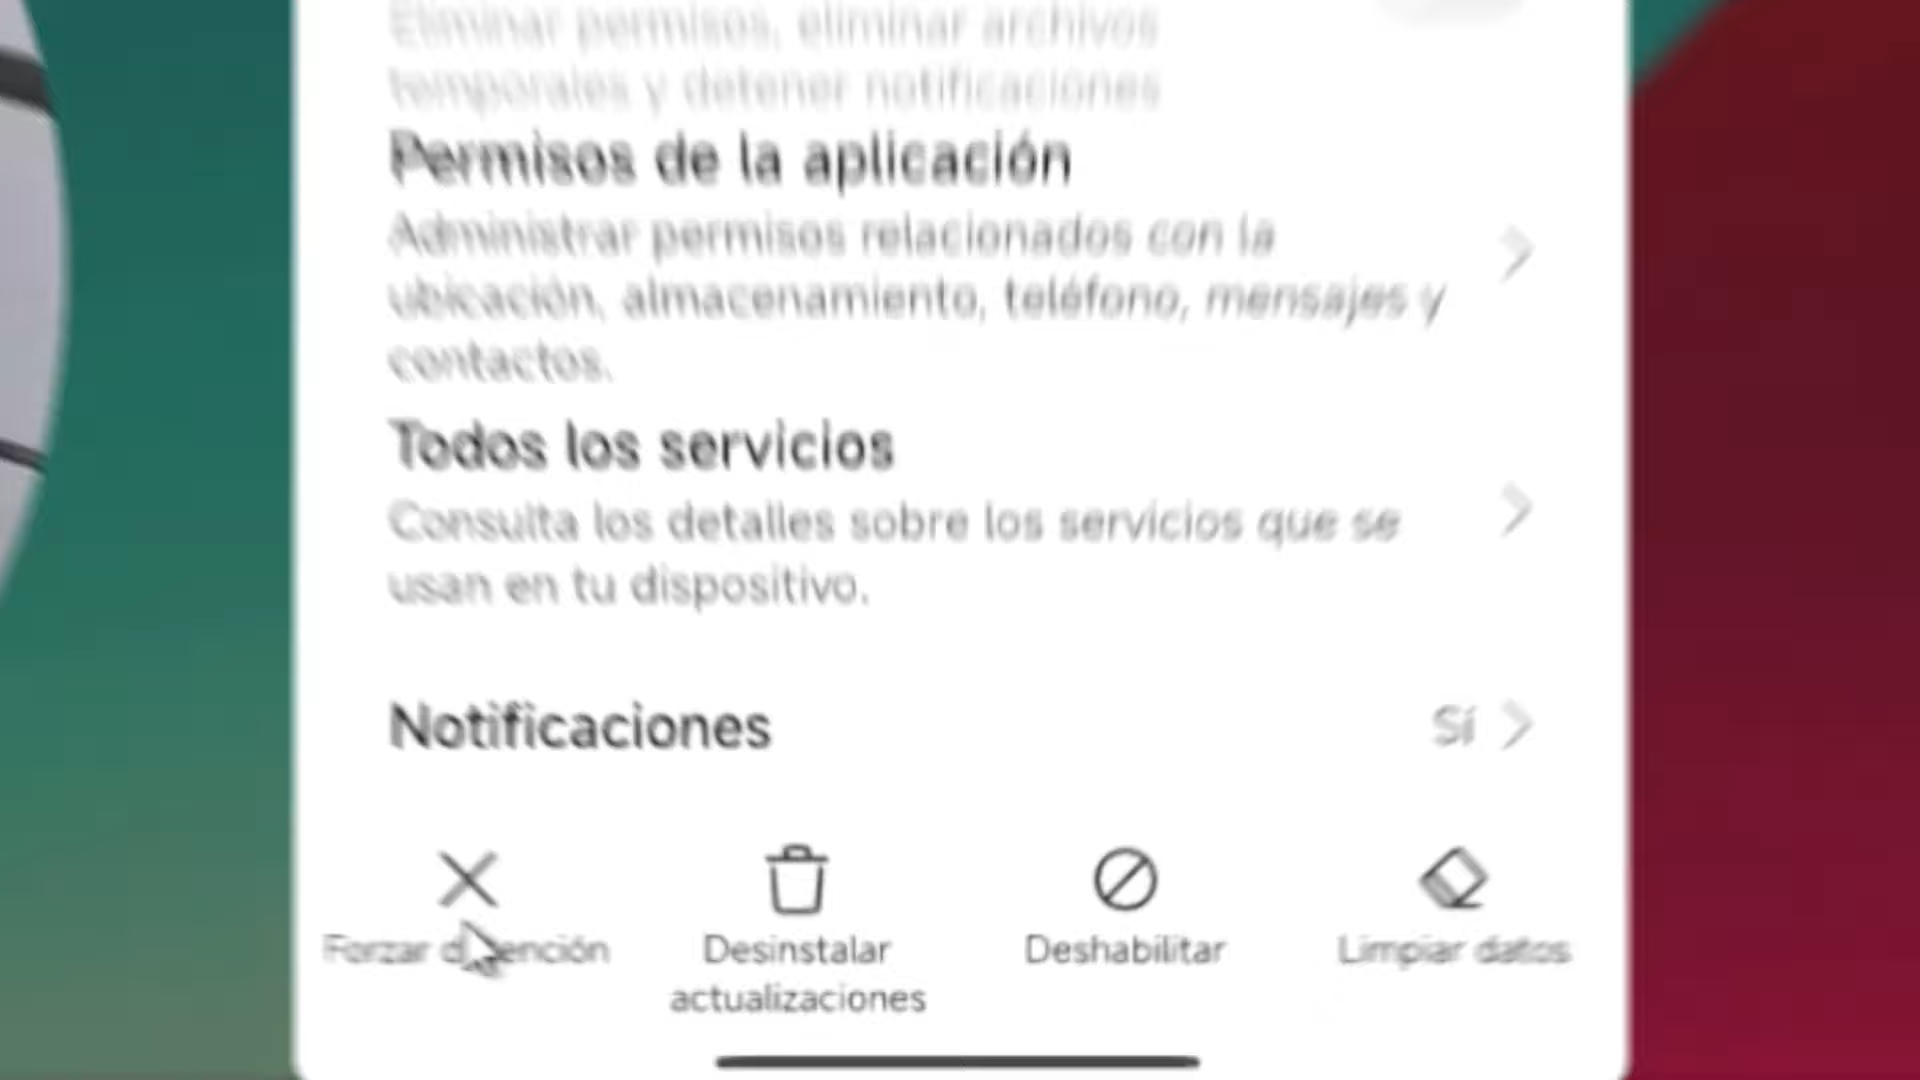 Eliminar permisos, eliminar archivos
temporales y detener notificaciones
Permisos de la aplicación
Administrar permisos relacionados con la
ubicación, almacenamiento, teléfono, mensajes y
contactos.
Todos los servicios
Consulta los detalles sobre los servicios que se
usan en tu dispositivo.
Notificaciones
Sí
Forzar detención
Desinstalar
actualizaciones
Deshabilitar
Limpiar datos